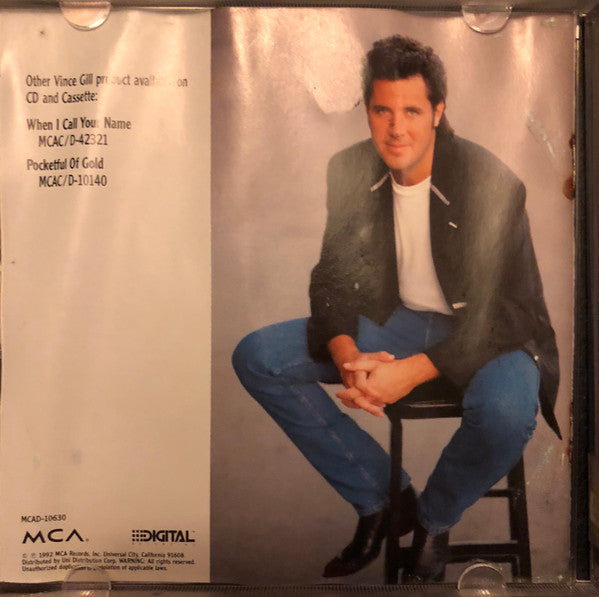 Other Vince Gill product available on
CD and Cassette:
When I Call Your Name
MCAC/D-42321
Pocketful Of Gold
MCAC/D-10140
MCAD-10630
MCA®
DIGITAL
© ℗ 1992 MCA Records, Inc. Universal City, California 91608.
Distributed by Uni Distribution Corp. WARNING: All rights reserved.
Unauthorized duplication is a violation of applicable laws.